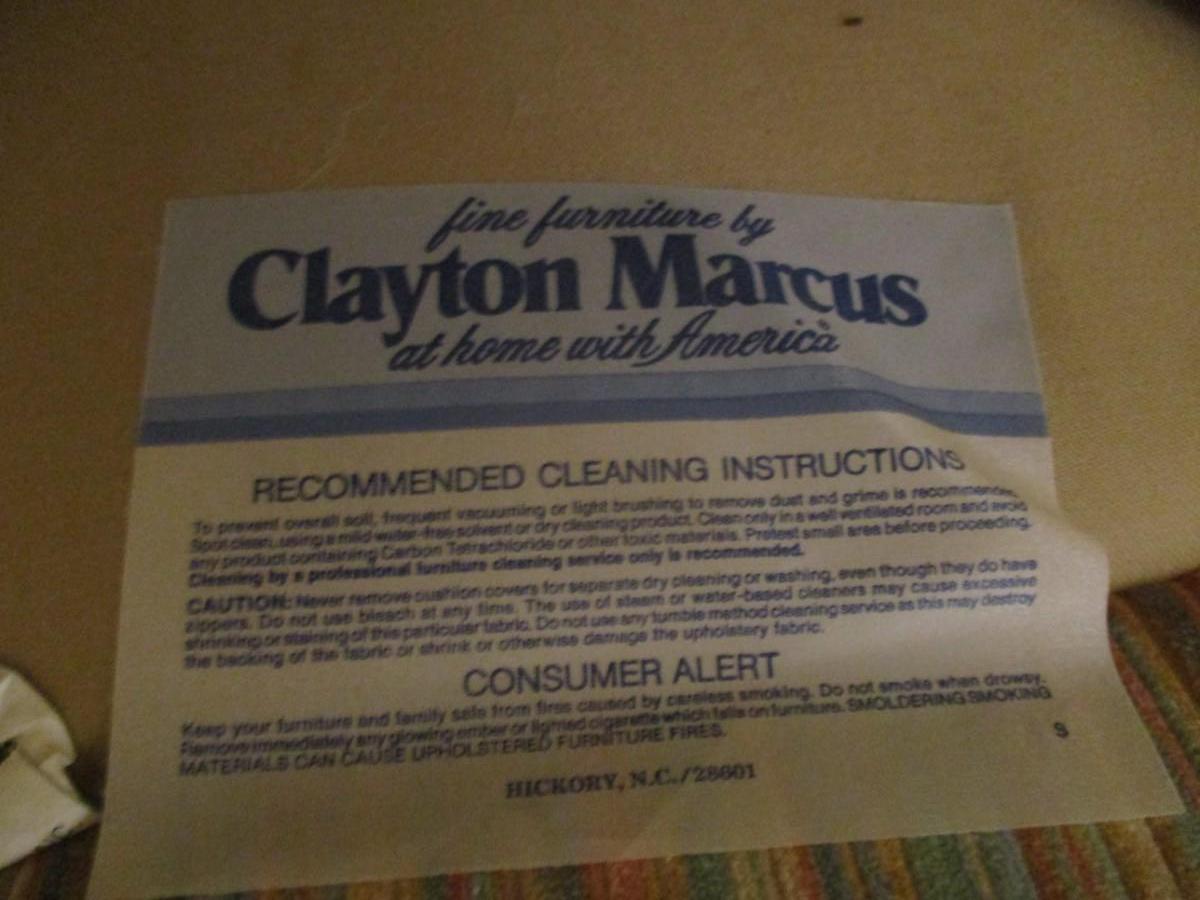 fine furniture by
Clayton Marcus
at home with America®
RECOMMENDED CLEANING INSTRUCTIONS
To prevent overall soil, frequent vacuuming or light brushing to remove dust and grime is recommended.
Spot clean, using a mild water-free solvent or dry cleaning product. Clean only in a well ventilated room and avoid
any product containing Carbon Tetrachloride or other toxic materials. Pretest small area before proceeding.
Cleaning by a professional furniture cleaning service only is recommended.
CAUTION: Never remove cushion covers for separate dry cleaning or washing, even though they do have
zippers. Do not use bleach at any time. The use of steam or water-based cleaners may cause excessive
shrinking or staining of this particular fabric. Do not use any tumble method cleaning service as this may destroy
the backing of the fabric or shrink or otherwise damage the upholstery fabric.
CONSUMER ALERT
Keep your furniture and family safe from fires caused by careless smoking. Do not smoke when drowsy.
Remove immediately any glowing ember or lighted cigarette which falls on furniture. SMOLDERING SMOKING
MATERIALS CAN CAUSE UPHOLSTERED FURNITURE FIRES.
S
HICKORY, N.C./28601